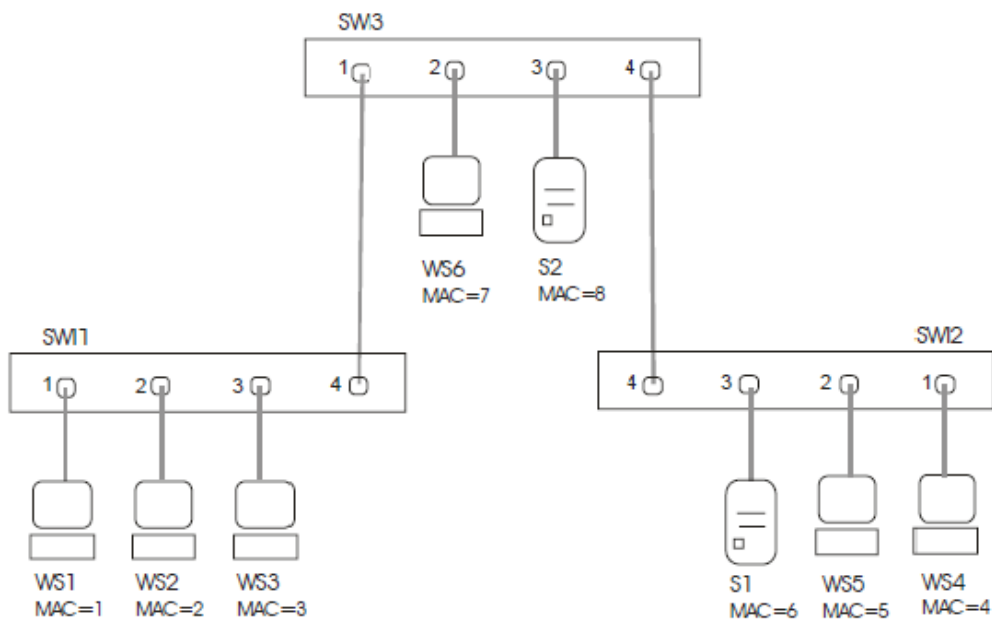 SWI3
1 2 3 4
WS6 S2
MAC=7 MAC=8
SWI1 SWI2
1 2 3 4 4 3 2 1
WS1 WS2 WS3 S1 WS5 WS4
MAC=1 MAC=2 MAC=3 MAC=6 MAC=5 MAC=4